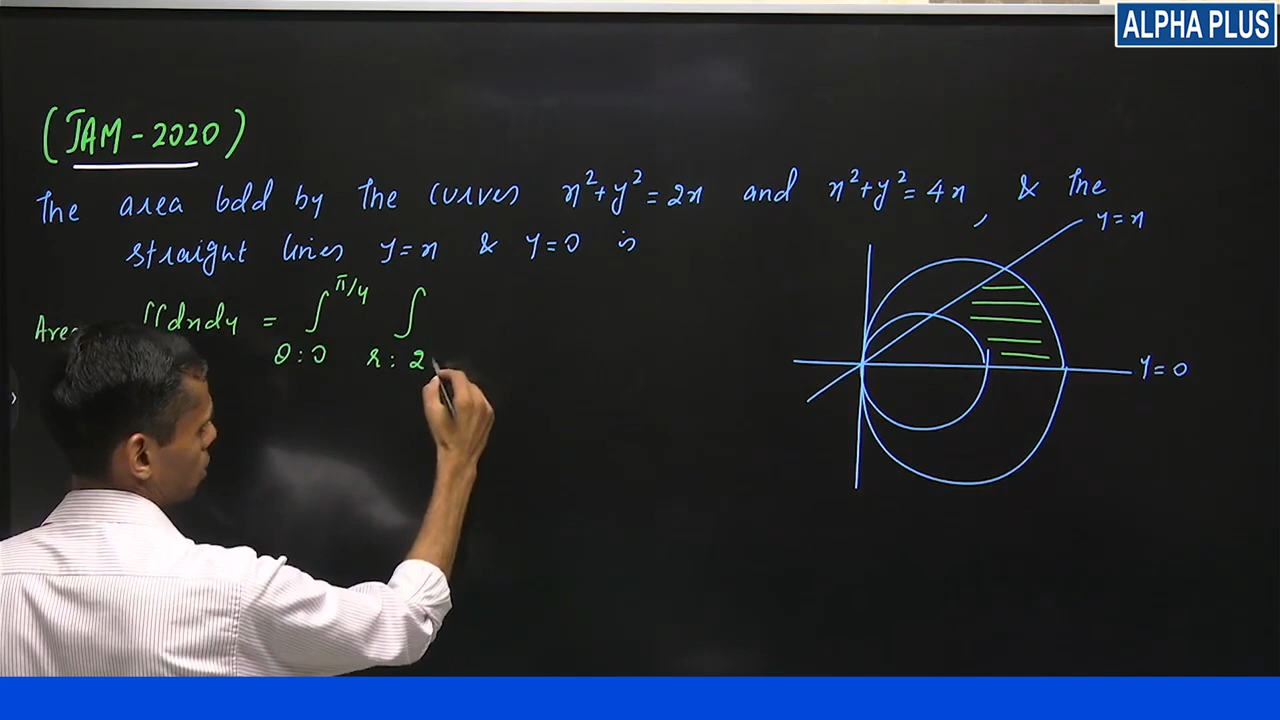 ALPHA PLUS
(JAM - 2020)
The area bdd by the curves x²+y² = 2x and x²+y² = 4x, & the
straight lines y=x & y=0 is
y=x
∬dxdy = ∫^π/4 ∫
θ : 0 r : 2
y=0